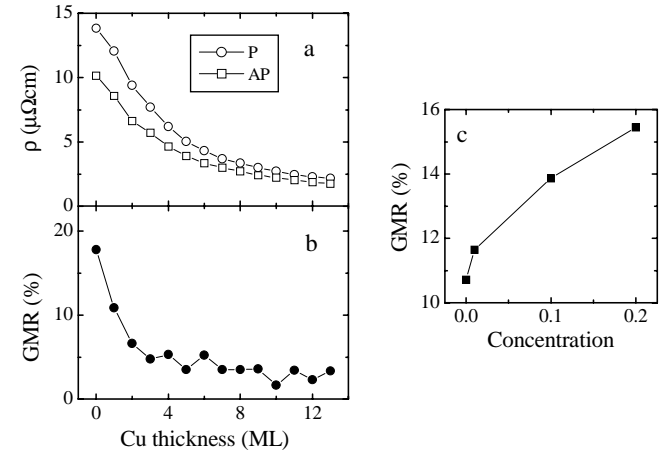 15
10
5
0
ρ (μΩcm)
P
AP
a
20
10
0
GMR (%)
b
0 4 8 12
Cu thickness (ML)
16
14
12
10
GMR (%)
c
0.0 0.1 0.2
Concentration